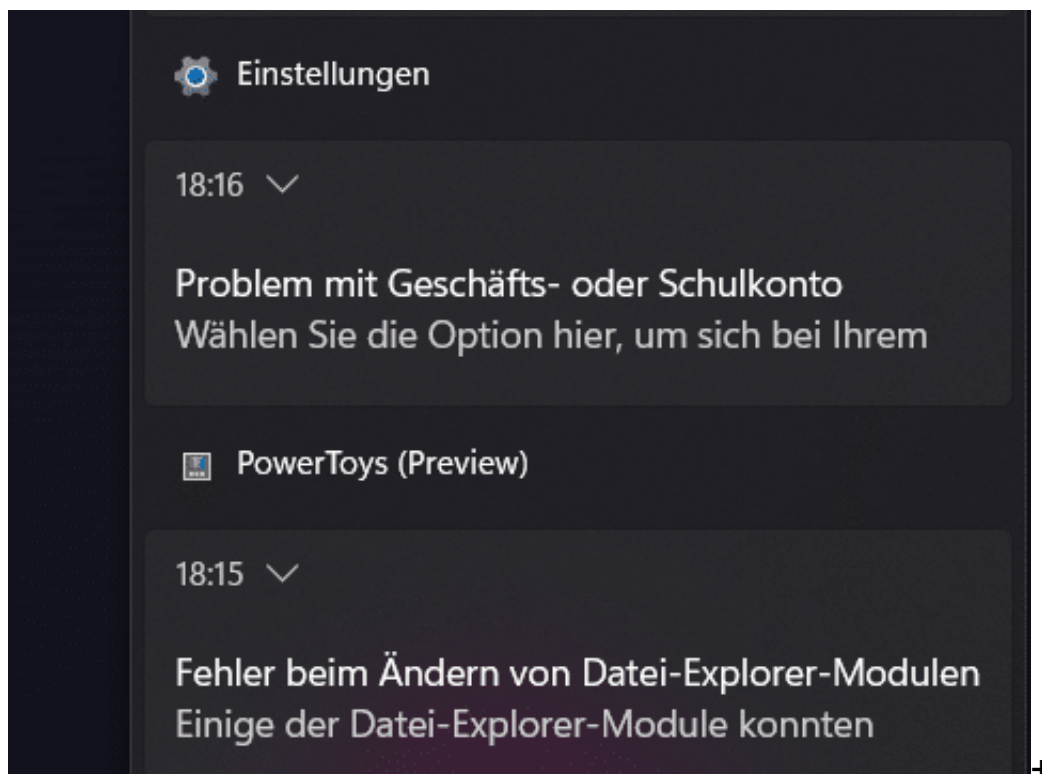 Einstellungen
18:16
Problem mit Geschäfts- oder Schulkonto
Wählen Sie die Option hier, um sich bei Ihrem
PowerToys (Preview)
18:15
Fehler beim Ändern von Datei-Explorer-Modulen
Einige der Datei-Explorer-Module konnten